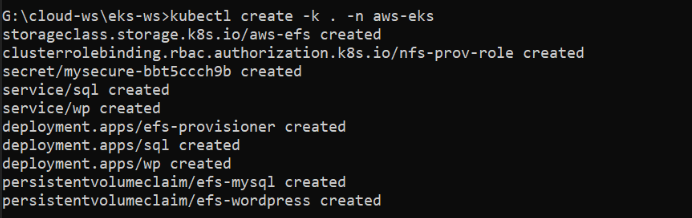 G:\cloud-ws\eks-ws>kubectl create -k . -n aws-eks
storageclass.storage.k8s.io/aws-efs created
clusterrolebinding.rbac.authorization.k8s.io/nfs-prov-role created
secret/mysecure-bbt5ccch9b created
service/sql created
service/wp created
deployment.apps/efs-provisioner created
deployment.apps/sql created
deployment.apps/wp created
persistentvolumeclaim/efs-mysql created
persistentvolumeclaim/efs-wordpress created